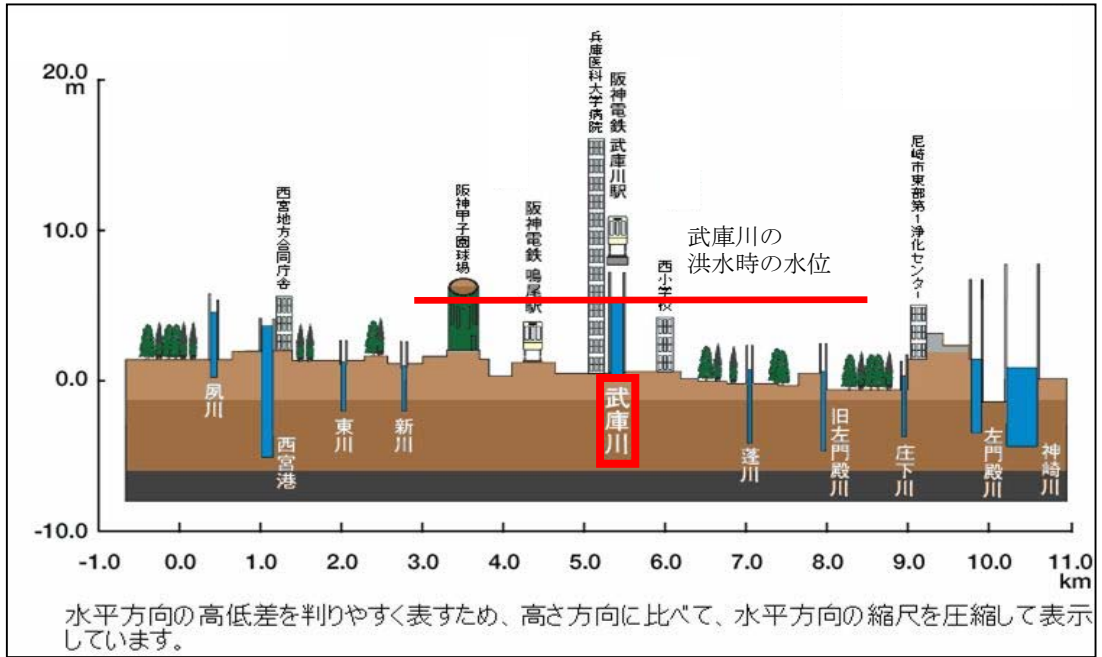 20.0
m
10.0
0.0
-10.0
西宮地方合同庁舎
阪神甲子園球場
阪神電鉄 鳴尾駅
兵庫医科大学病院
阪神電鉄 武庫川駅
西小学校
尼崎市東部第1浄化センター
武庫川の
洪水時の水位
夙川
西宮港
東川
新川
武庫川
蓬川
旧左門殿川
庄下川
左門殿川
神崎川
-1.0 0.0 1.0 2.0 3.0 4.0 5.0 6.0 7.0 8.0 9.0 10.0 11.0
km
水平方向の高低差を判りやすく表すため、高さ方向に比べて、水平方向の縮尺を圧縮して表示
しています。